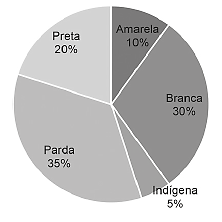 Preta
20%
Amarela
10%
Branca
30%
Parda
35%
Indígena
5%